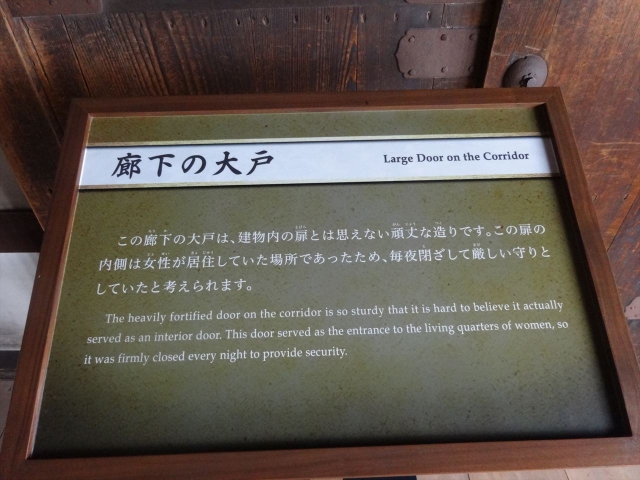 廊下の大戸
Large Door on the Corridor
この廊下の大戸は、建物内の扉とは思えない頑丈な造りです。この扉の
内側は女性が居住していた場所であったため、毎夜閉ざして厳しい守りと
していたと考えられます。
The heavily fortified door on the corridor is so sturdy that it is hard to believe it actually
served as an interior door. This door served as the entrance to the living quarters of women, so
it was firmly closed every night to provide security.